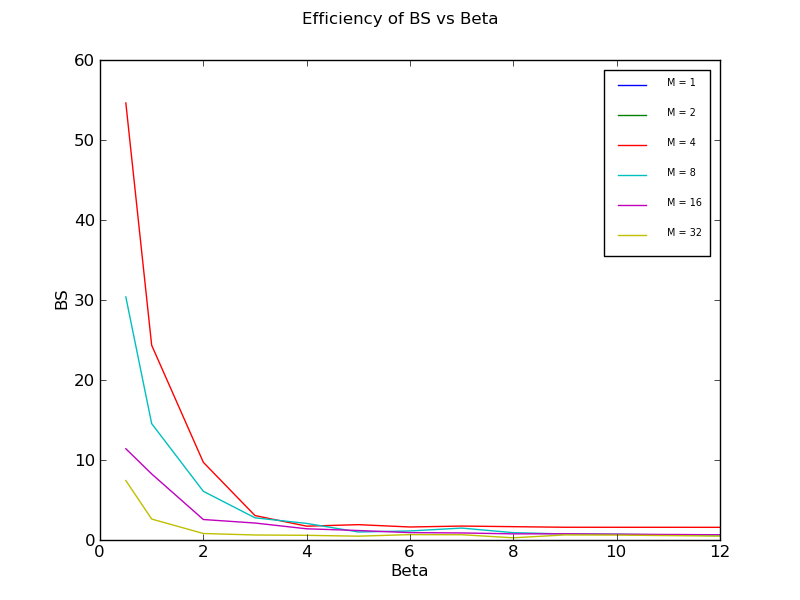 Efficiency of BS vs Beta
60
50
40
30
20
10
0
BS
M = 1
M = 2
M = 4
M = 8
M = 16
M = 32
0 2 4 6 8 10 12
Beta